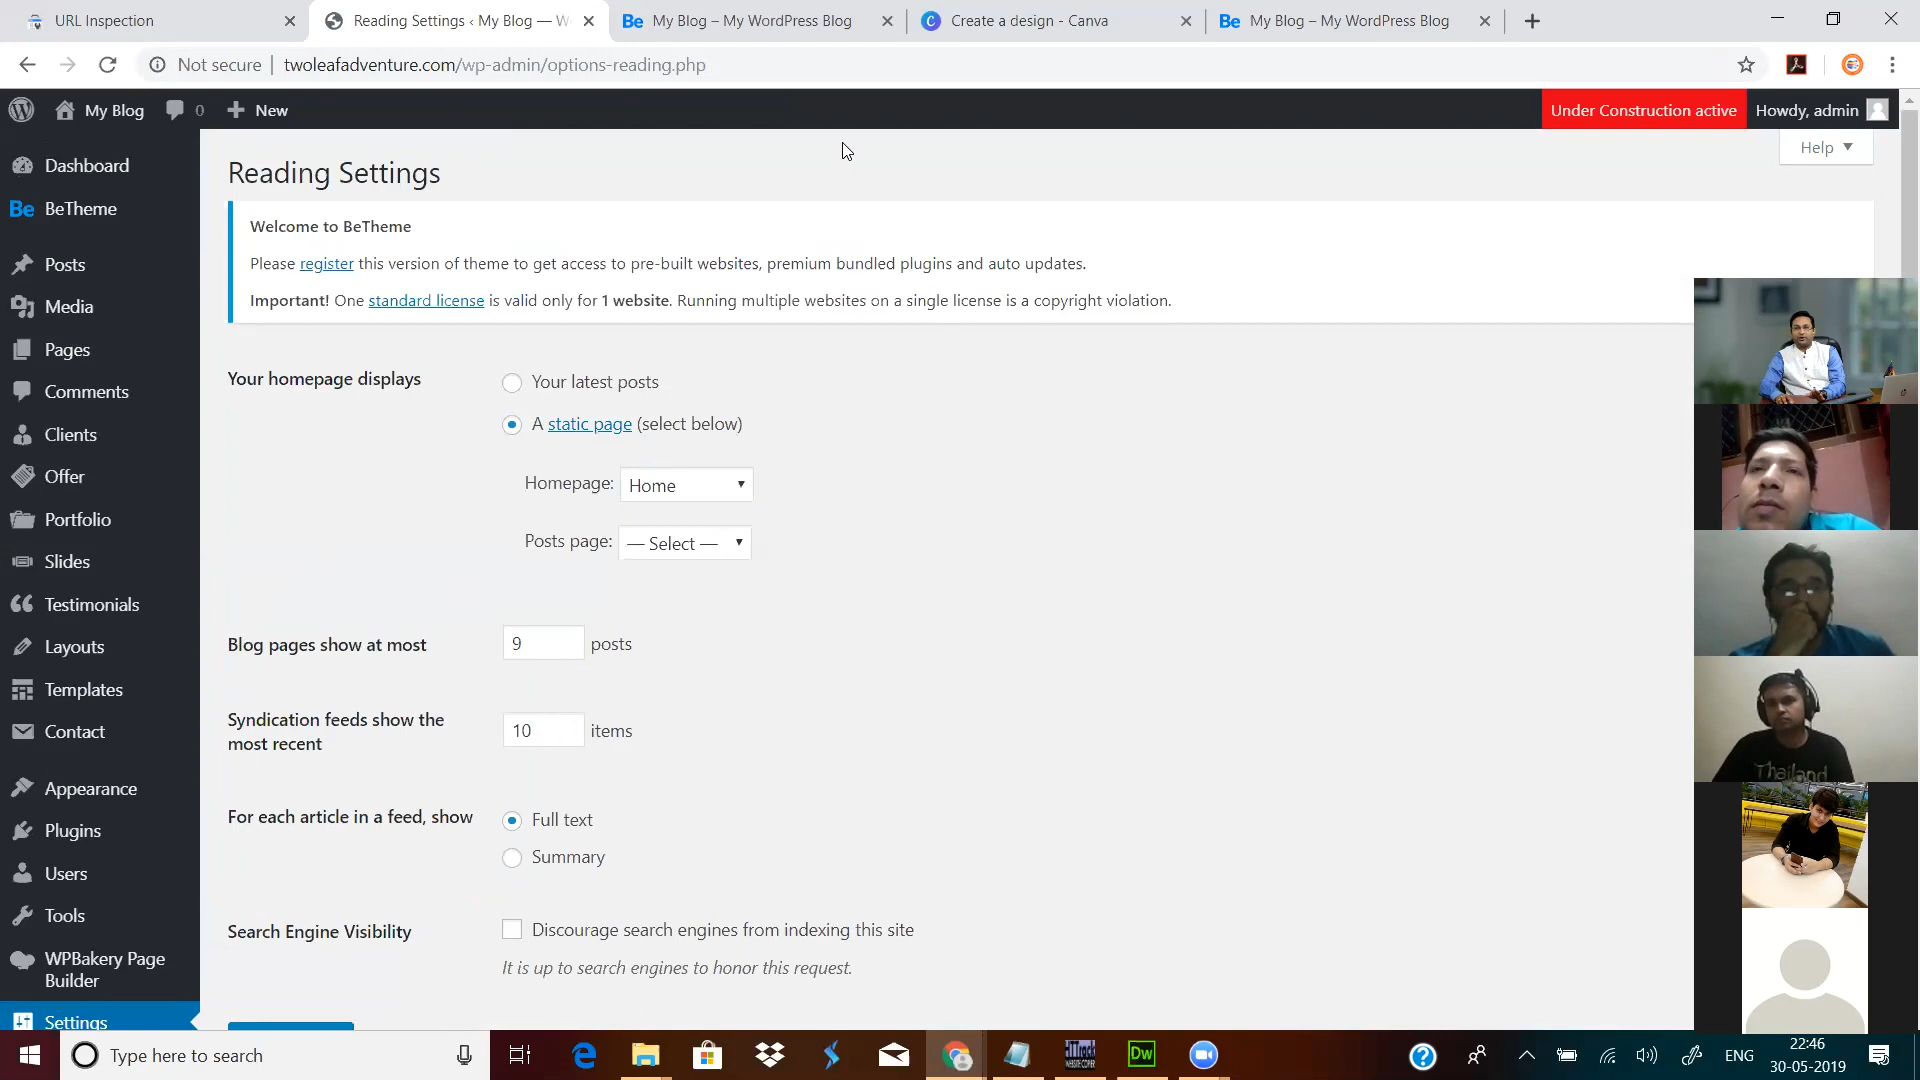 URL Inspection
Reading Settings ‹ My Blog — W
Be My Blog – My WordPress Blog
C Create a design - Canva
Be My Blog – My WordPress Blog
Not secure | twoleafadventure.com/wp-admin/options-reading.php
My Blog
0
New
Under Construction active
Howdy, admin
Help
Dashboard
Be BeTheme
Posts
Media
Pages
Comments
Clients
Offer
Portfolio
Slides
Testimonials
Layouts
Templates
Contact
Appearance
Plugins
Users
Tools
WPBakery Page
Builder
Settings
Reading Settings
Welcome to BeTheme
Please register this version of theme to get access to pre-built websites, premium bundled plugins and auto updates.
Important! One standard license is valid only for 1 website. Running multiple websites on a single license is a copyright violation.
Your homepage displays
Your latest posts
A static page (select below)
Homepage: Home
Posts page: — Select —
Blog pages show at most 9 posts
Syndication feeds show the
most recent
10 items
For each article in a feed, show
Full text
Summary
Search Engine Visibility
Discourage search engines from indexing this site
It is up to search engines to honor this request.
Thailand
Type here to search
HTTrack
WEBSITE COPIER
Dw
ENG
22:46
30-05-2019